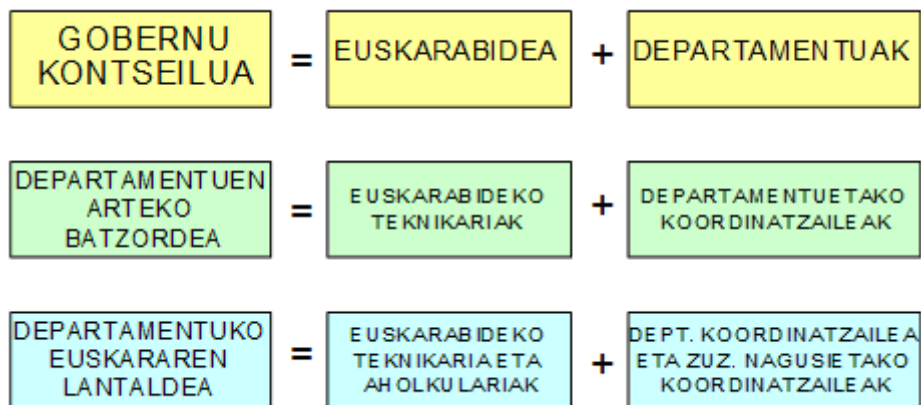 GOBERNU
KONTSEILUA
=
EUSKARABIDEA
+
DEPARTAMENTUAK
DEPARTAMENTUEN
ARTEKO
BATZORDEA
=
EUSKARABIDEKO
TEKNIKARIAK
+
DEPARTAMENTUETAKO
KOORDINATZAILEAK
DEPARTAMENTUKO
EUSKARAREN
LANTALDEA
=
EUSKARABIDEKO
TEKNIKARIA ETA
AHOLKULARIAK
+
DEPT. KOORDINATZAILEA
ETA ZUZ. NAGUSIETAKO
KOORDINATZAILEAK